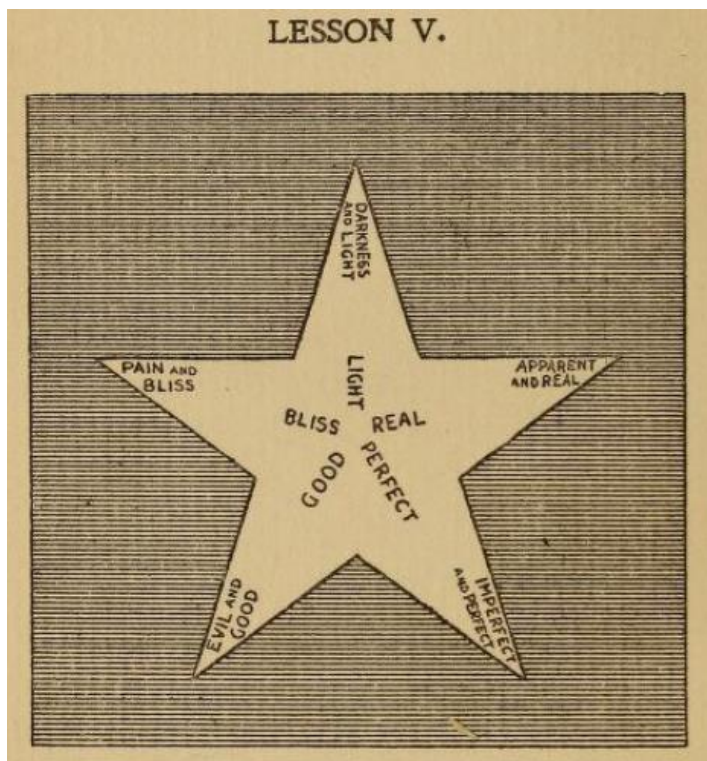 LESSON V.
DARKNESS
AND LIGHT
PAIN AND
BLISS
APPARENT
AND REAL
LIGHT
BLISS
REAL
GOOD
PERFECT
EVIL AND
GOOD
IMPERFECT
AND PERFECT